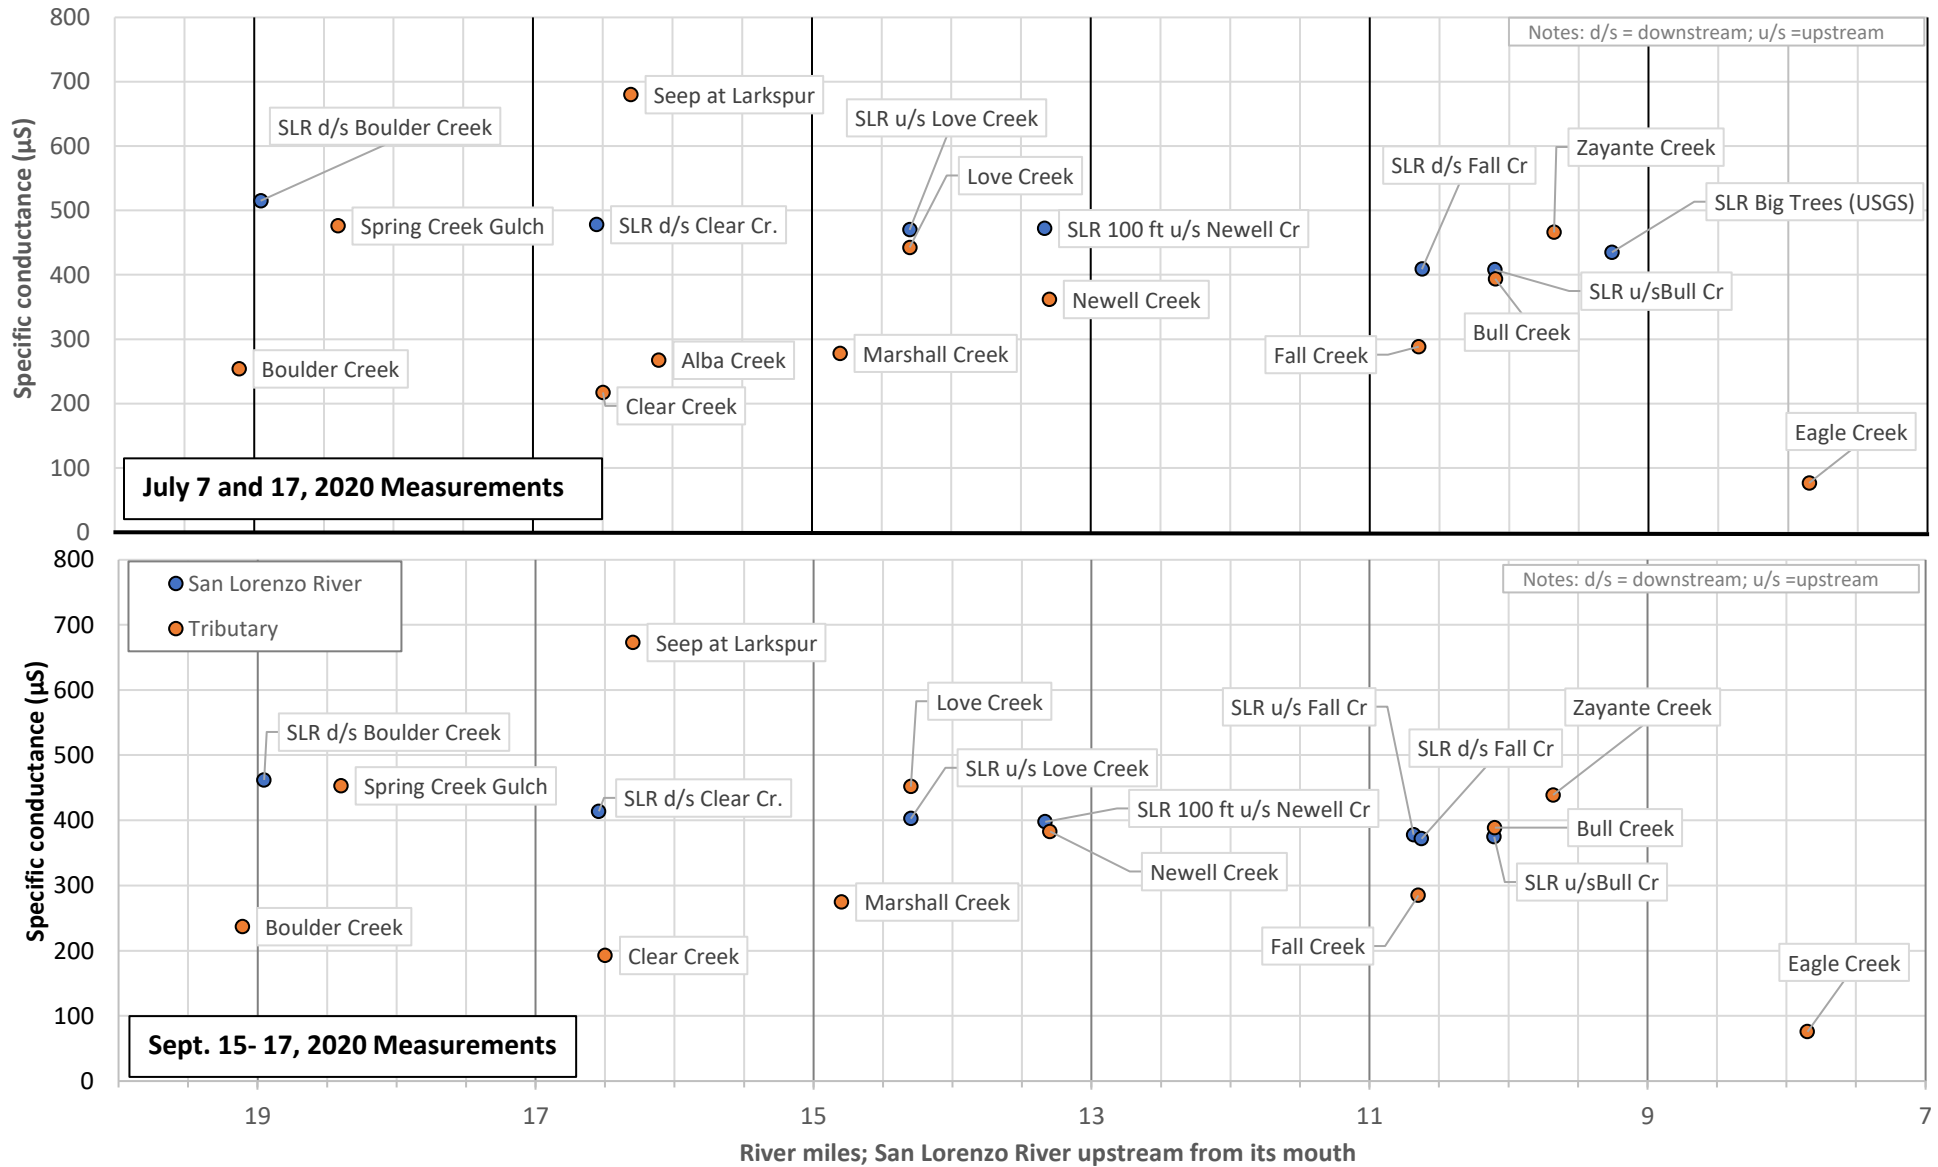 800
Notes: d/s = downstream; u/s =upstream
700
Seep at Larkspur
SLR d/s Boulder Creek
SLR u/s Love Creek
600
Zayante Creek
SLR d/s Fall Cr
Love Creek
500
SLR Big Trees (USGS)
Spring Creek Gulch
SLR d/s Clear Cr.
SLR 100 ft u/s Newell Cr
400
SLR u/sBull Cr
Newell Creek
Bull Creek
300
Boulder Creek
Alba Creek
Marshall Creek
Fall Creek
200
Clear Creek
Eagle Creek
100
July 7 and 17, 2020 Measurements
0
Specific conductance (µS)
800
San Lorenzo River
Notes: d/s = downstream; u/s =upstream
Tributary
700
Seep at Larkspur
600
Love Creek
SLR u/s Fall Cr
Zayante Creek
SLR d/s Boulder Creek
SLR d/s Fall Cr
500
SLR u/s Love Creek
Spring Creek Gulch
SLR d/s Clear Cr.
SLR 100 ft u/s Newell Cr
400
Bull Creek
Newell Creek
SLR u/sBull Cr
300
Marshall Creek
Boulder Creek
Fall Creek
200
Clear Creek
Eagle Creek
100
Sept. 15- 17, 2020 Measurements
0
Specific conductance (µS)
19
17
15
13
11
9
7
River miles; San Lorenzo River upstream from its mouth